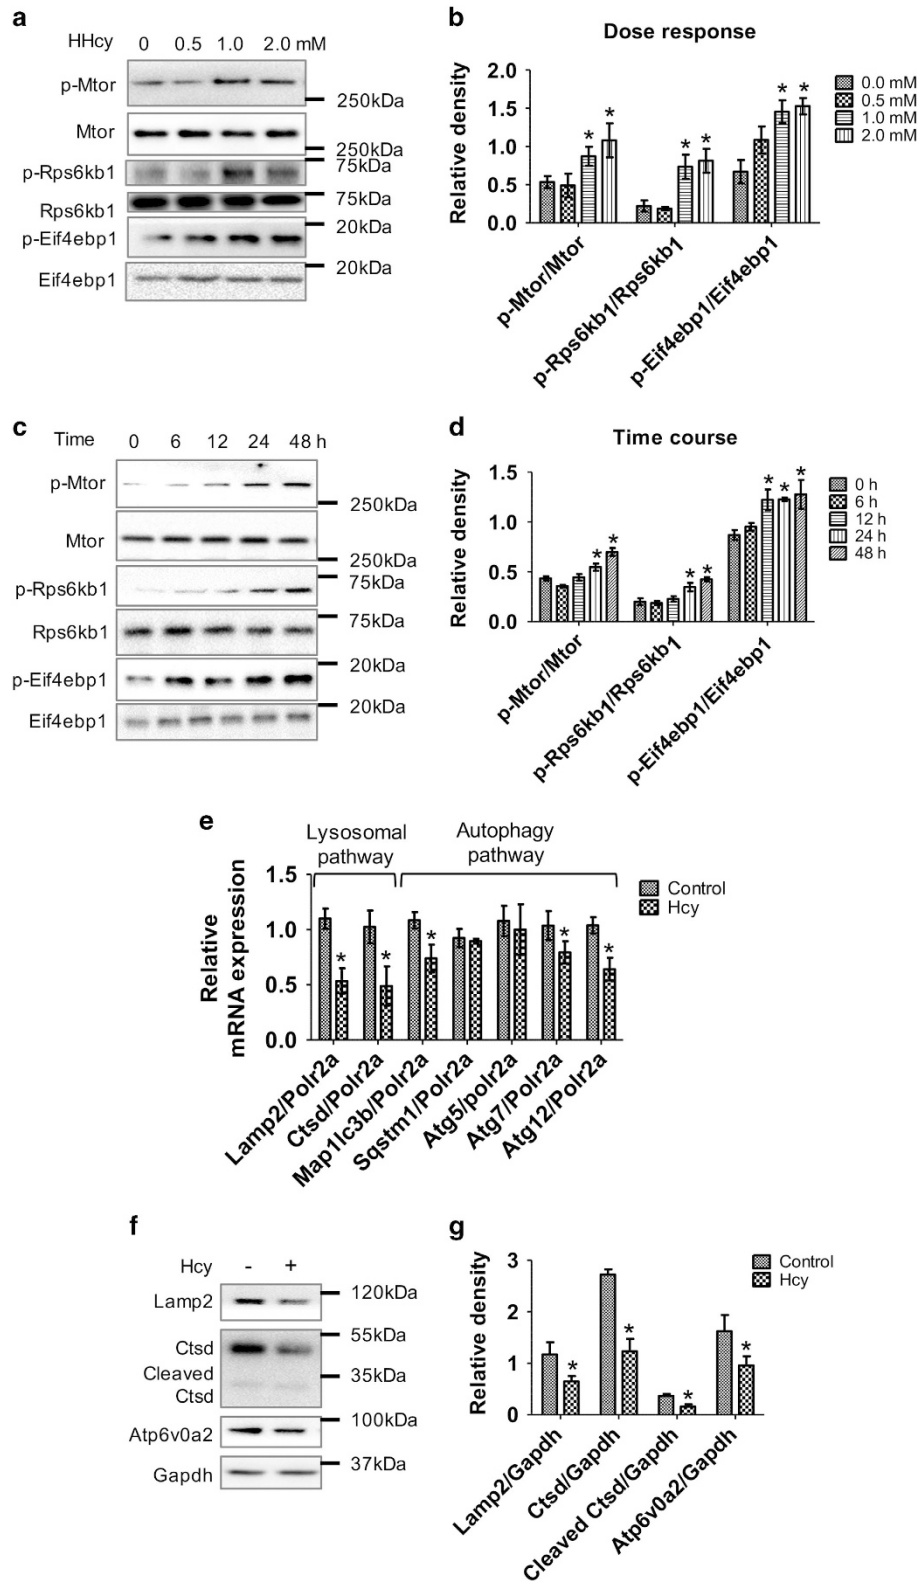 a
HHcy 0 0.5 1.0 2.0 mM
p-Mtor
250kDa
Mtor
250kDa
p-Rps6kb1
75kDa
Rps6kb1
75kDa
p-Eif4ebp1
20kDa
Eif4ebp1
20kDa
b
Dose response
Relative density
2.0
1.5
1.0
0.5
0.0
* * * * * *
p-Mtor/Mtor
p-Rps6kb1/Rps6kb1
p-Eif4ebp1/Eif4ebp1
0.0 mM
0.5 mM
1.0 mM
2.0 mM
c
Time 0 6 12 24 48 h
p-Mtor
250kDa
Mtor
250kDa
p-Rps6kb1
75kDa
Rps6kb1
75kDa
p-Eif4ebp1
20kDa
Eif4ebp1
20kDa
d
Time course
Relative density
1.5
1.0
0.5
0.0
* * * * * * *
p-Mtor/Mtor
p-Rps6kb1/Rps6kb1
p-Eif4ebp1/Eif4ebp1
0 h
6 h
12 h
24 h
48 h
e
Lysosomal
pathway
Autophagy
pathway
Relative
mRNA expression
1.5
1.0
0.5
0.0
* * * * *
Lamp2/Polr2a
Ctsd/Polr2a
Map1lc3b/Polr2a
Sqstm1/Polr2a
Atg5/polr2a
Atg7/Polr2a
Atg12/Polr2a
Control
Hcy
f
Hcy - +
Lamp2
120kDa
Ctsd
55kDa
Cleaved
Ctsd
35kDa
Atp6v0a2
100kDa
Gapdh
37kDa
g
Relative density
3
2
1
0
* * * *
Lamp2/Gapdh
Ctsd/Gapdh
Cleaved Ctsd/Gapdh
Atp6v0a2/Gapdh
Control
Hcy